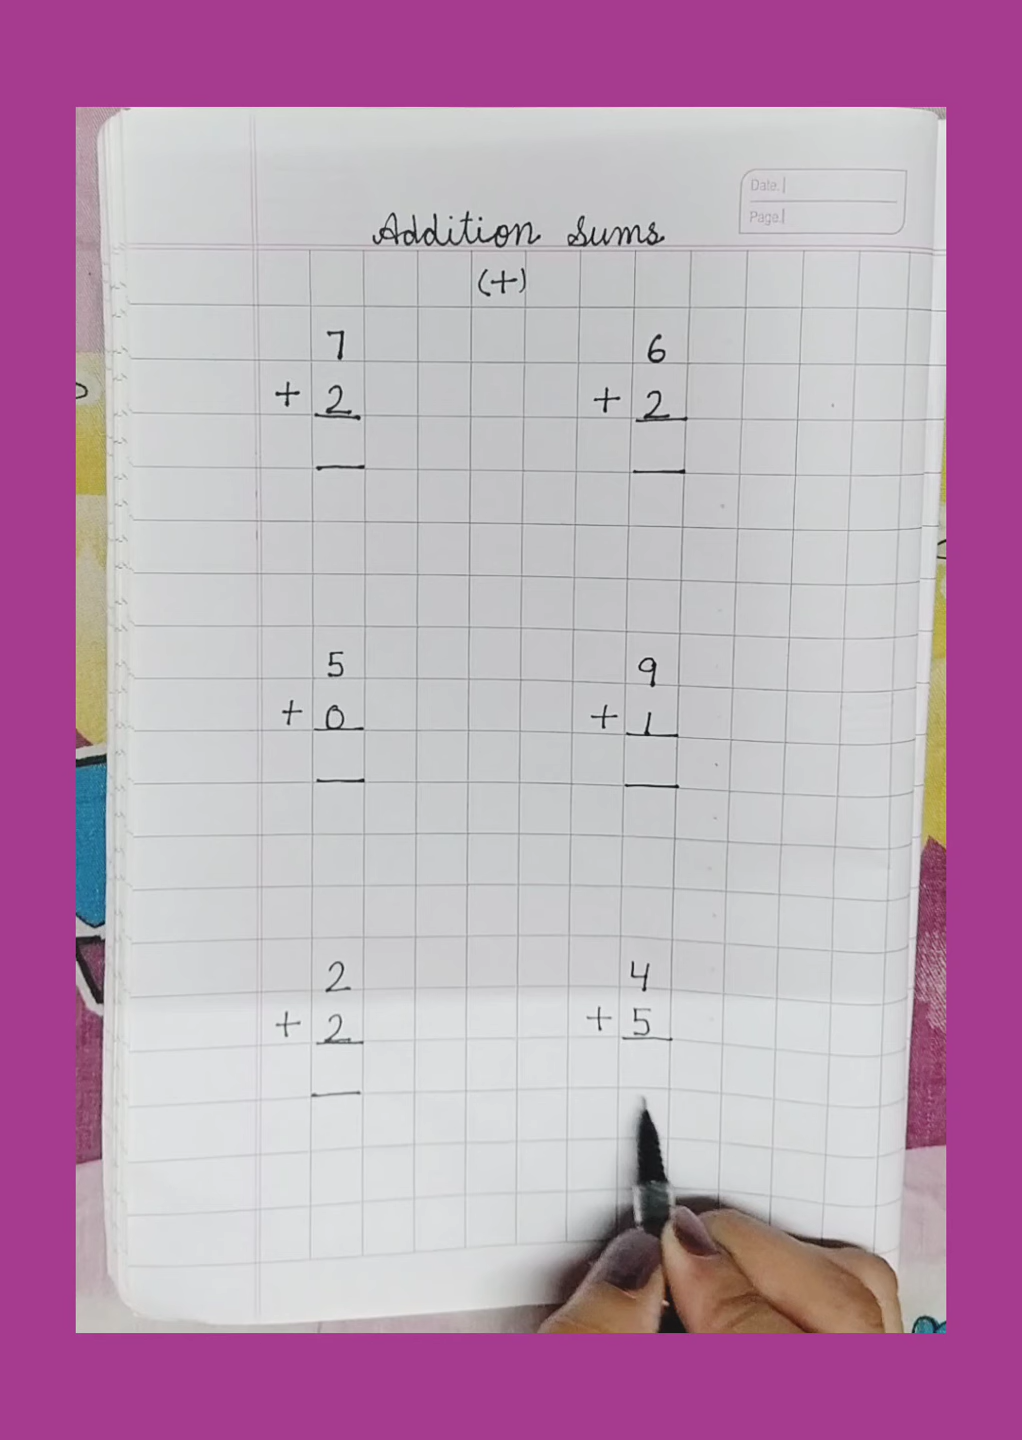 Date.
Page.
Addition Sums
(+)
7 6
+ 2 + 2
5 9
+ 0 + 1
2 4
+ 2 + 5